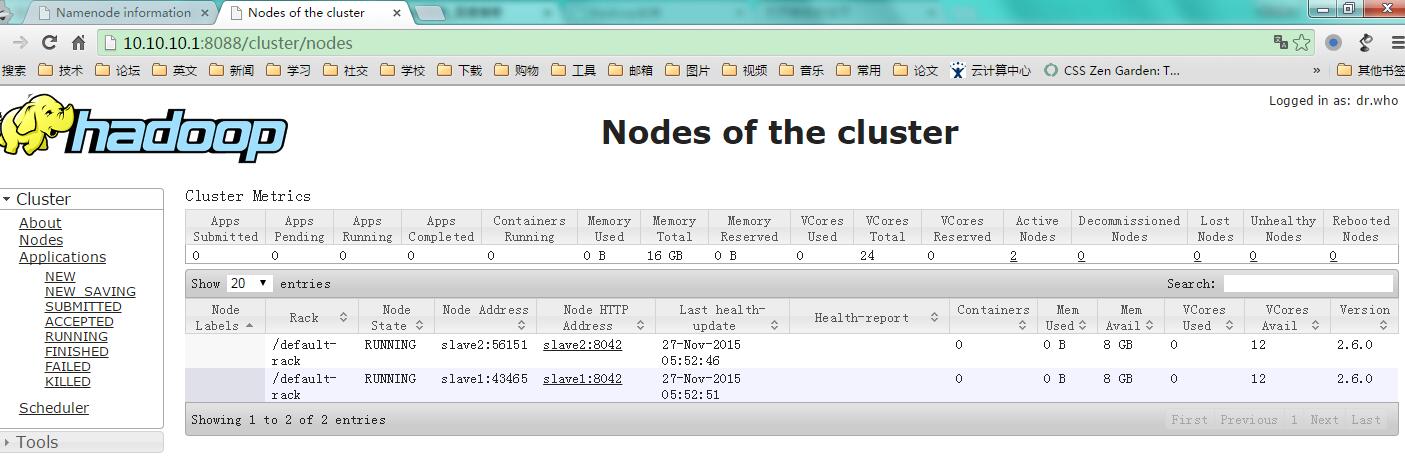 Namenode information
Nodes of the cluster
10.10.10.1:8088/cluster/nodes
搜索 技术 论坛 英文 新闻 学习 社交 学校 下载 购物 工具 邮箱 图片 视频 音乐 常用 论文 云计算中心 CSS Zen Garden: T... » 其他书签
Logged in as: dr.who
hadoop
Nodes of the cluster
Cluster
About
Nodes
Applications
NEW
NEW_SAVING
SUBMITTED
ACCEPTED
RUNNING
FINISHED
FAILED
KILLED
Scheduler
Tools
Cluster Metrics
Apps Apps Apps Apps Containers Memory Memory Memory VCores VCores VCores Active Decommissioned Lost Unhealthy Rebooted
Submitted Pending Running Completed Running Used Total Reserved Used Total Reserved Nodes Nodes Nodes Nodes Nodes
0 0 0 0 0 0 B 16 GB 0 B 0 24 0 2 0 0 0 0
Show 20 entries Search:
Node Labels Rack Node State Node Address Node HTTP Address Last health-update Health-report Containers Mem Used Mem Avail VCores Used VCores Avail Version
/default- RUNNING slave2:56151 slave2:8042 27-Nov-2015 0 0 B 8 GB 0 12 2.6.0
rack 05:52:46
/default- RUNNING slave1:43465 slave1:8042 27-Nov-2015 0 0 B 8 GB 0 12 2.6.0
rack 05:52:51
Showing 1 to 2 of 2 entries First Previous 1 Next Last